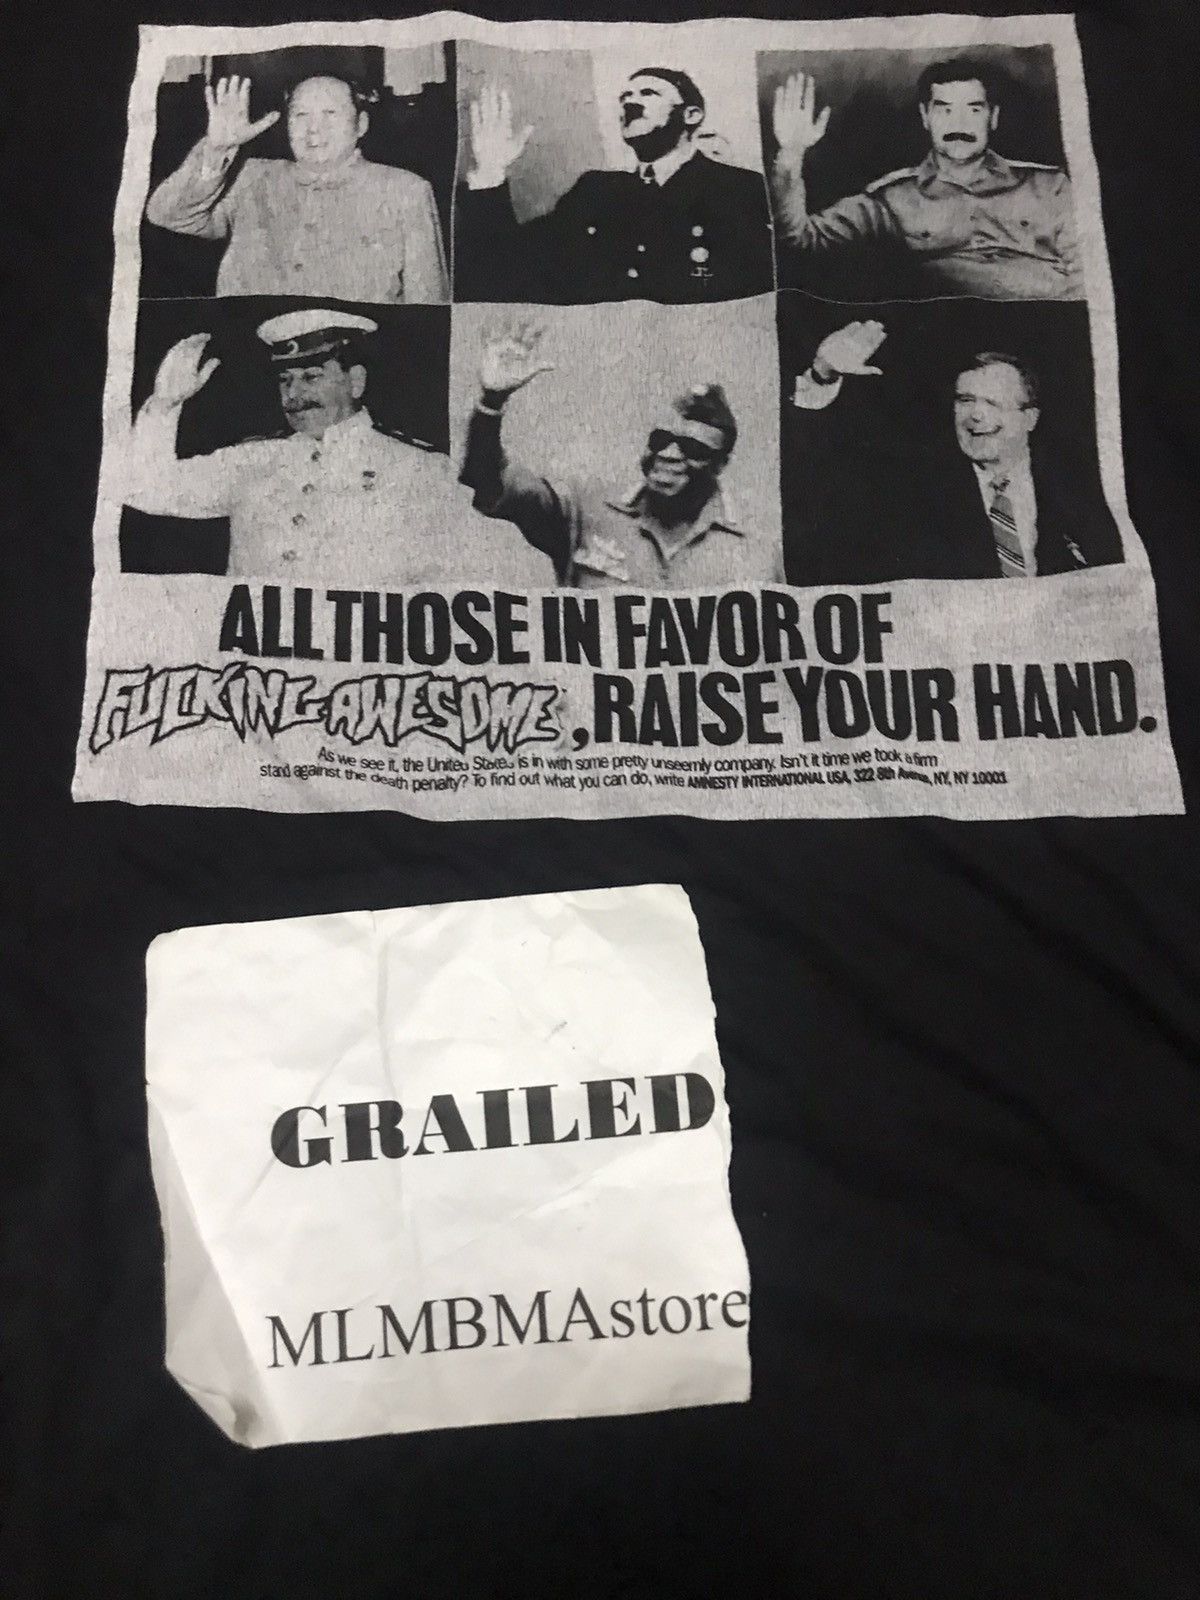 ALL THOSE IN FAVOR OF
FUCKING AWESOME, RAISE YOUR HAND.
As we see it, the United States is in with some pretty unseemly company. Isn't it time we took a firm
stand against the death penalty? To find out what you can do, write AMNESTY INTERNATIONAL USA, 322 8th Avenue, NY, NY 10001
GRAILED
MLMBMAstore